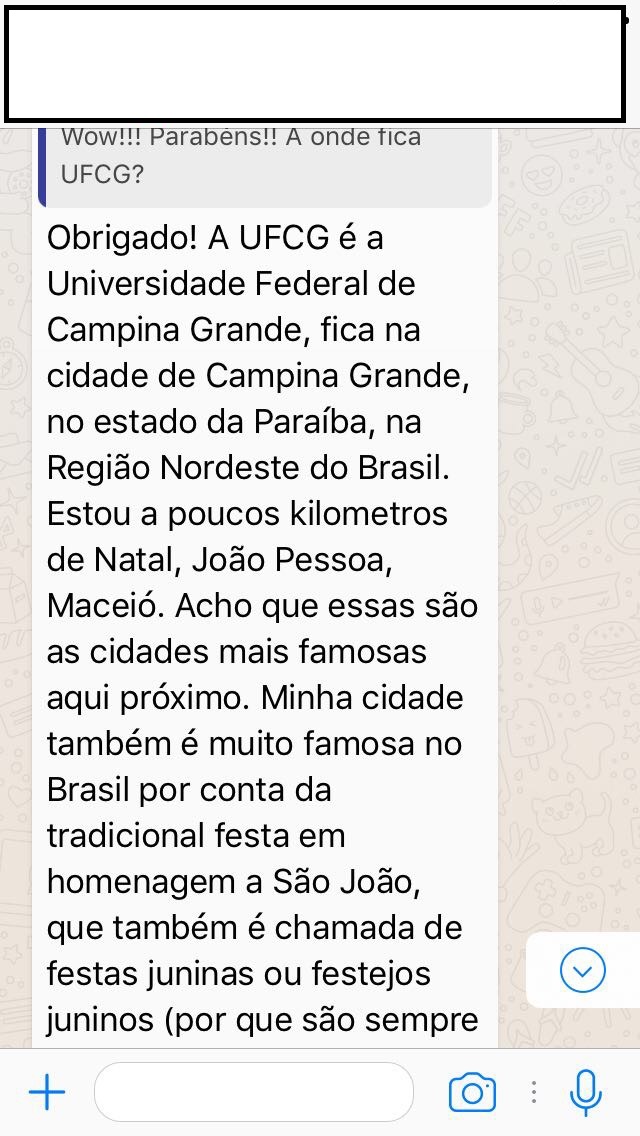 Wow!!! Parabéns!! A onde fica
UFCG?
Obrigado! A UFCG é a
Universidade Federal de
Campina Grande, fica na
cidade de Campina Grande,
no estado da Paraíba, na
Região Nordeste do Brasil.
Estou a poucos kilometros
de Natal, João Pessoa,
Maceió. Acho que essas são
as cidades mais famosas
aqui próximo. Minha cidade
também é muito famosa no
Brasil por conta da
tradicional festa em
homenagem a São João,
que também é chamada de
festas juninas ou festejos
juninos (por que são sempre